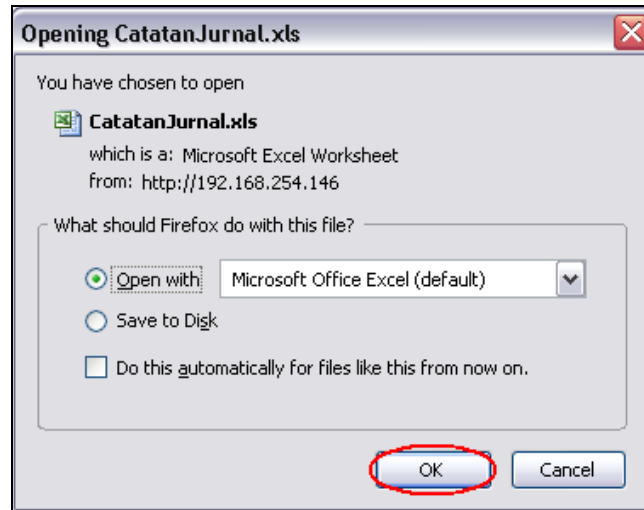 Opening CatatanJurnal.xls
You have chosen to open
CatatanJurnal.xls
which is a: Microsoft Excel Worksheet
from: http://192.168.254.146
What should Firefox do with this file?
Open with Microsoft Office Excel (default)
Save to Disk
Do this automatically for files like this from now on.
OK Cancel